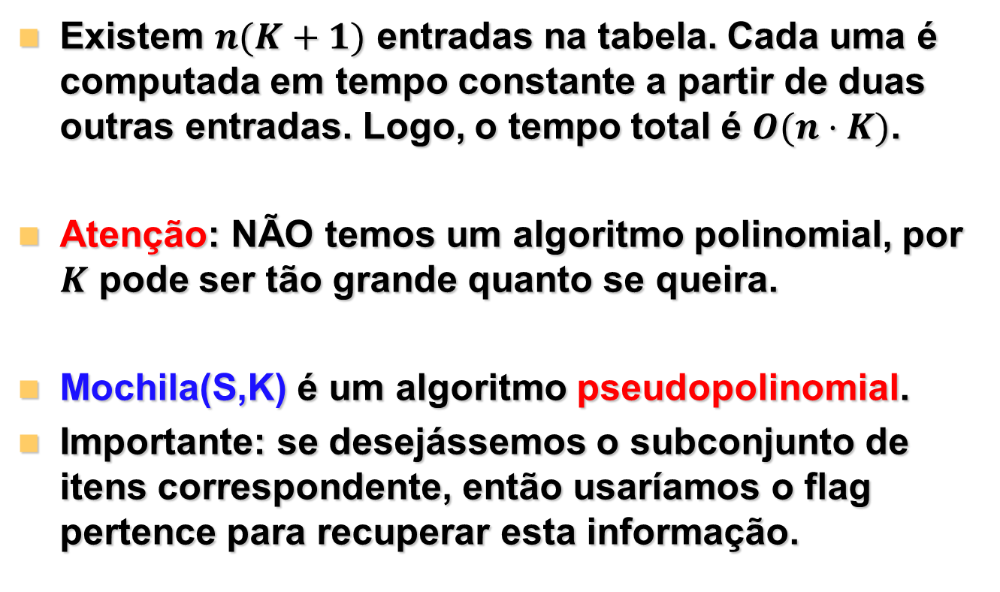 Existem n(K + 1) entradas na tabela. Cada uma é
computada em tempo constante a partir de duas
outras entradas. Logo, o tempo total é O(n · K).
Atenção: NÃO temos um algoritmo polinomial, por
K pode ser tão grande quanto se queira.
Mochila(S,K) é um algoritmo pseudopolinomial.
Importante: se desejássemos o subconjunto de
itens correspondente, então usaríamos o flag
pertence para recuperar esta informação.